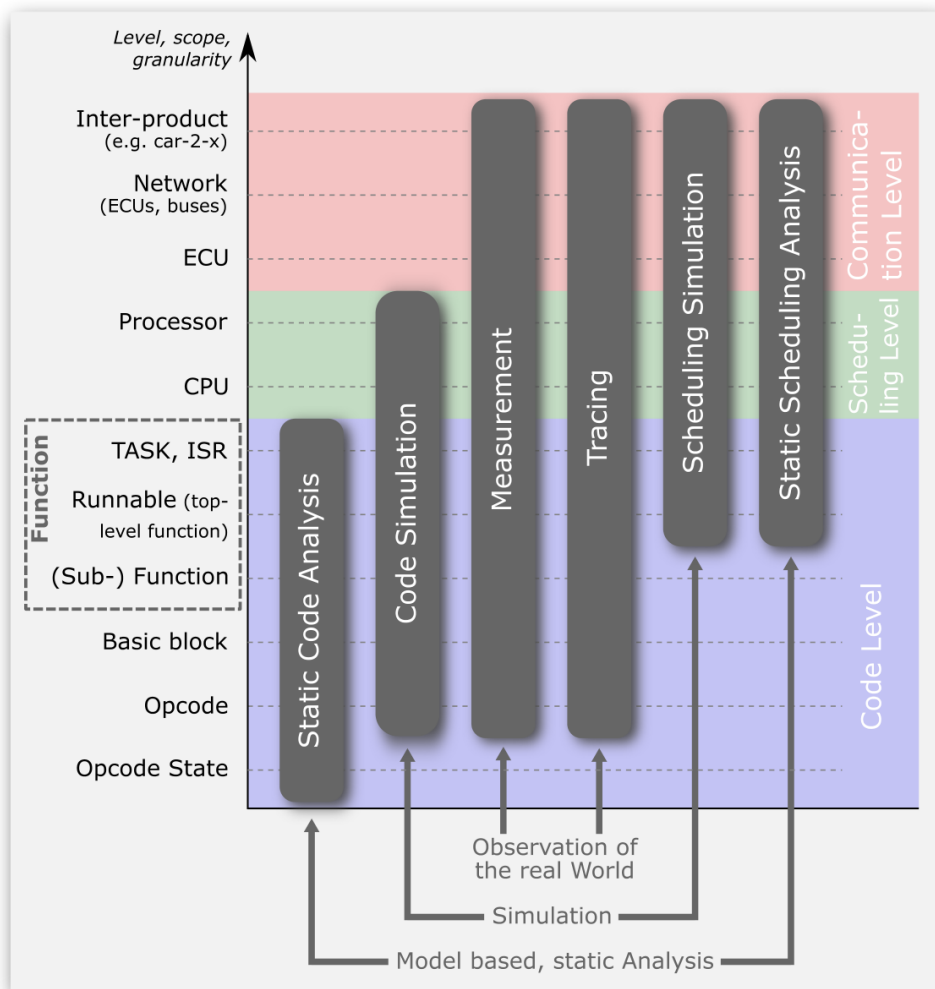 Level, scope,
granularity
Inter-product
(e.g. car-2-x)
Network
(ECUs, buses)
ECU
Processor
CPU
Function
TASK, ISR
Runnable (top-
level function)
(Sub-) Function
Basic block
Opcode
Opcode State
Static Code Analysis
Code Simulation
Measurement
Tracing
Scheduling Simulation
Static Scheduling Analysis
Communica-
tion Level
Schedu-
ling Level
Code Level
Observation of
the real World
Simulation
Model based, static Analysis